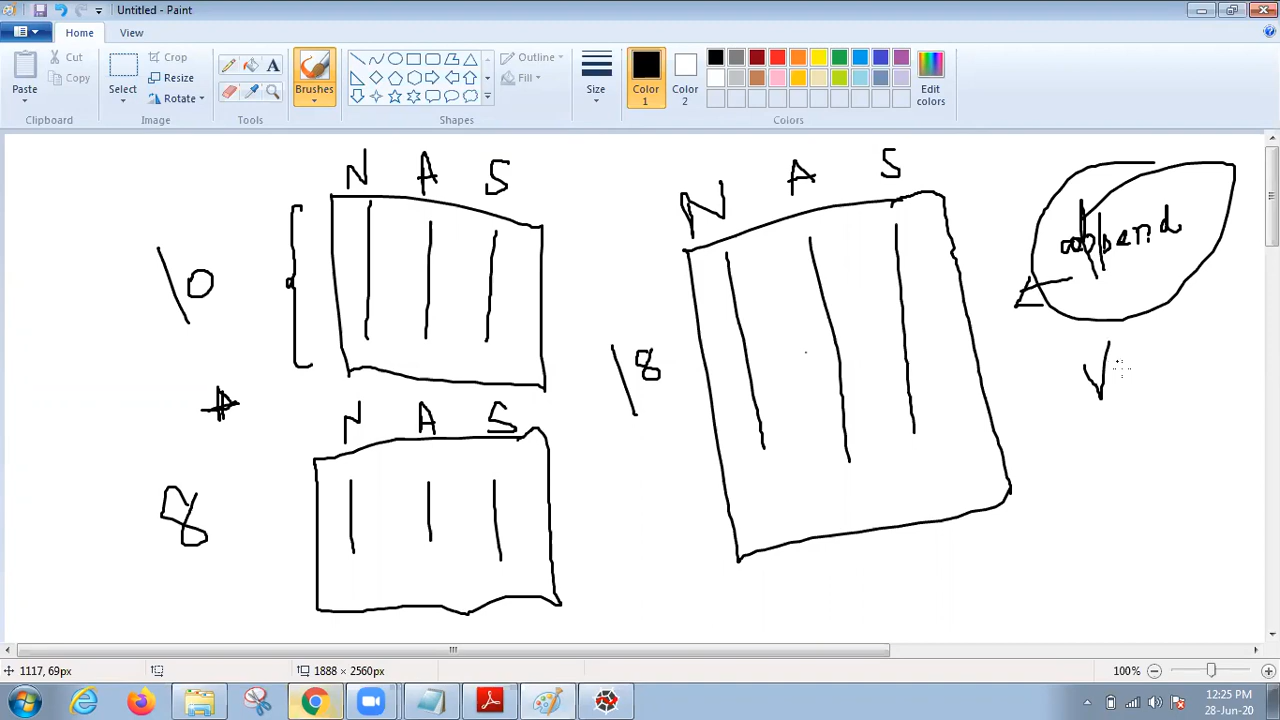 Untitled - Paint
Home
View
Paste
Cut
Copy
Clipboard
Select
Crop
Resize
Rotate
Image
Tools
Brushes
Shapes
Outline
Fill
Size
Color 1
Color 2
Edit colors
Colors
N A S
N A S
10
append
18
N A S
8
V
1117, 69px
1888 × 2560px
100%
12:25 PM
28-Jun-20